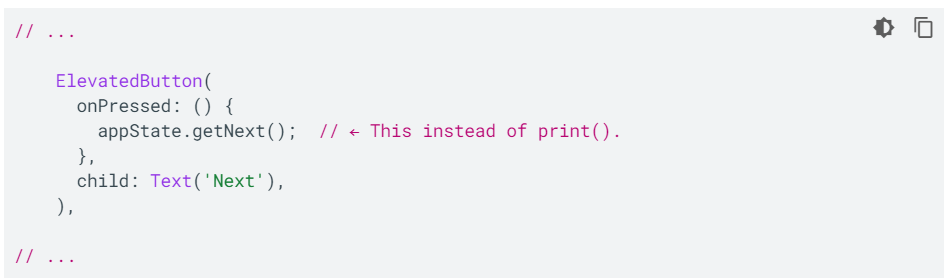 // ...
ElevatedButton(
onPressed: () {
appState.getNext();  // ← This instead of print().
},
child: Text('Next'),
),
// ...